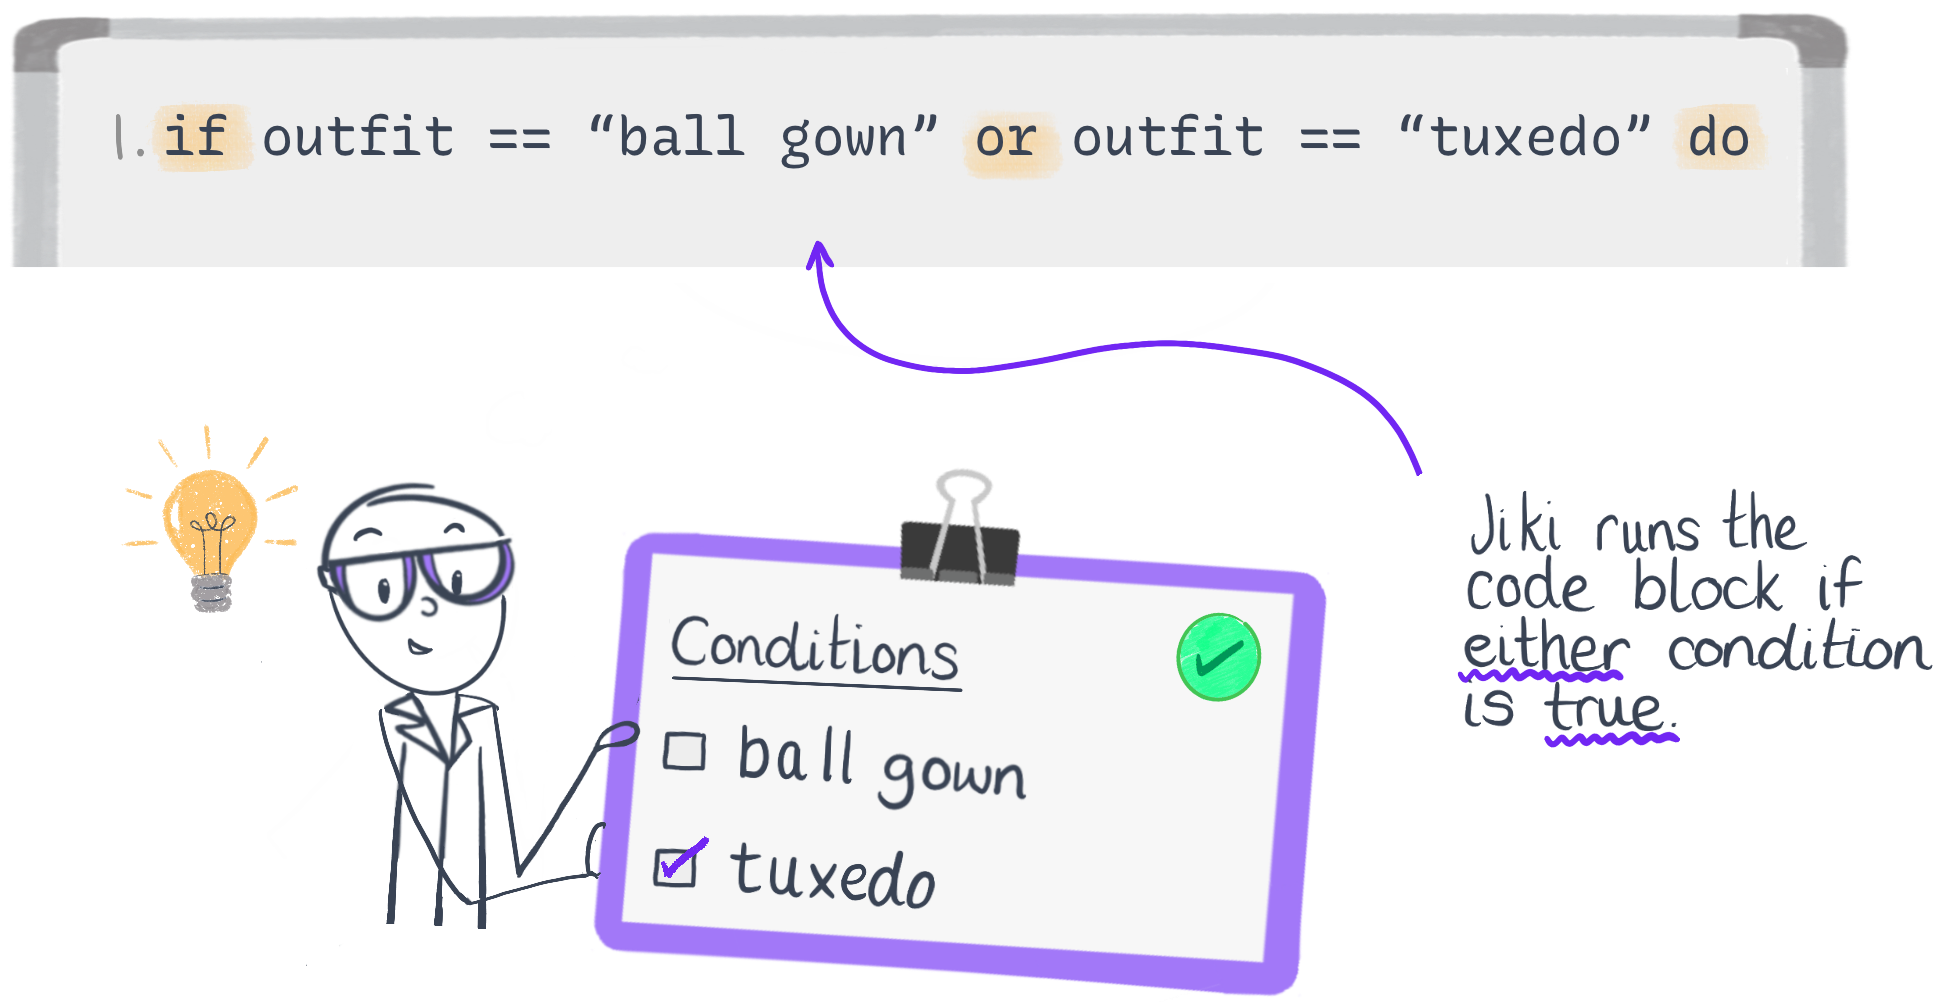 1. if outfit == “ball gown” or outfit == “tuxedo” do
Jiki runs the
code block if
either condition
is true.
Conditions
ball gown
tuxedo